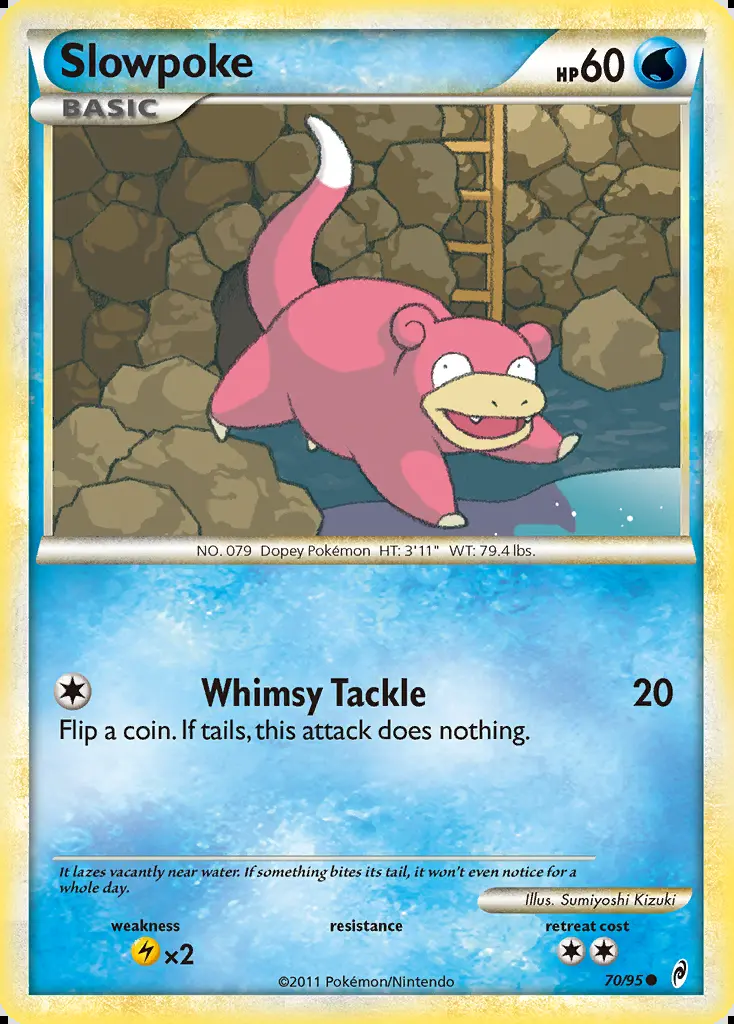 Slowpoke
HP60
BASIC
NO. 079 Dopey Pokémon HT: 3'11" WT: 79.4 lbs.
Whimsy Tackle 20
Flip a coin. If tails, this attack does nothing.
It lazes vacantly near water. If something bites its tail, it won't even notice for a
whole day.
Illus. Sumiyoshi Kizuki
weakness resistance retreat cost
×2
©2011 Pokémon/Nintendo 70/95